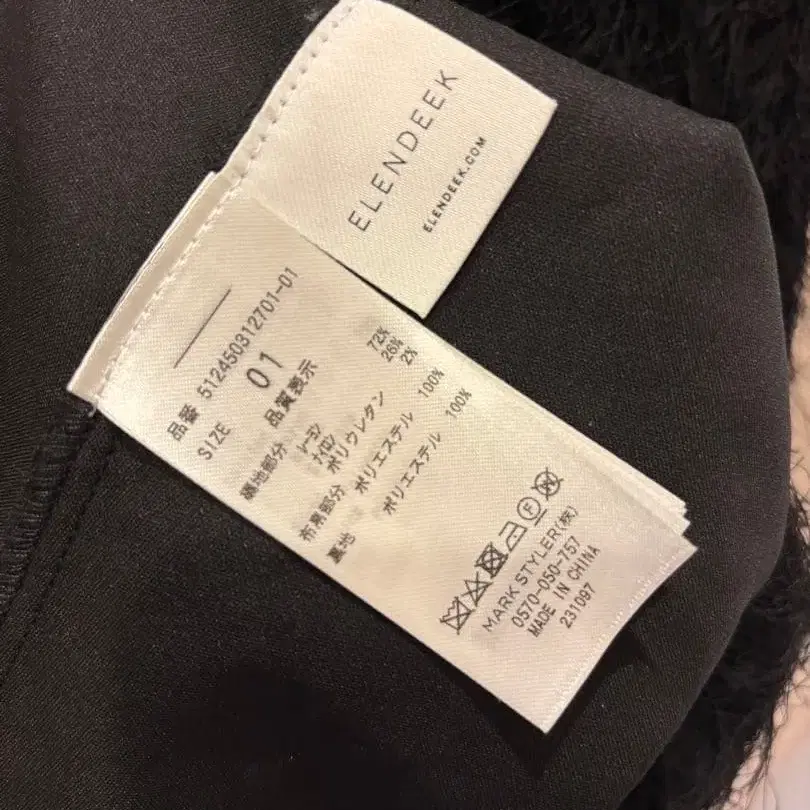 ELENDEEK
ELENDEEK.COM
品番 512450312701-01
SIZE 01
品質表示
編地部分
レーヨン 72%
ナイロン 26%
ポリウレタン 2%
布帛部分
ポリエステル 100%
裏地
ポリエステル 100%
MARK STYLER(株)
0570-050-757
MADE IN CHINA
231097